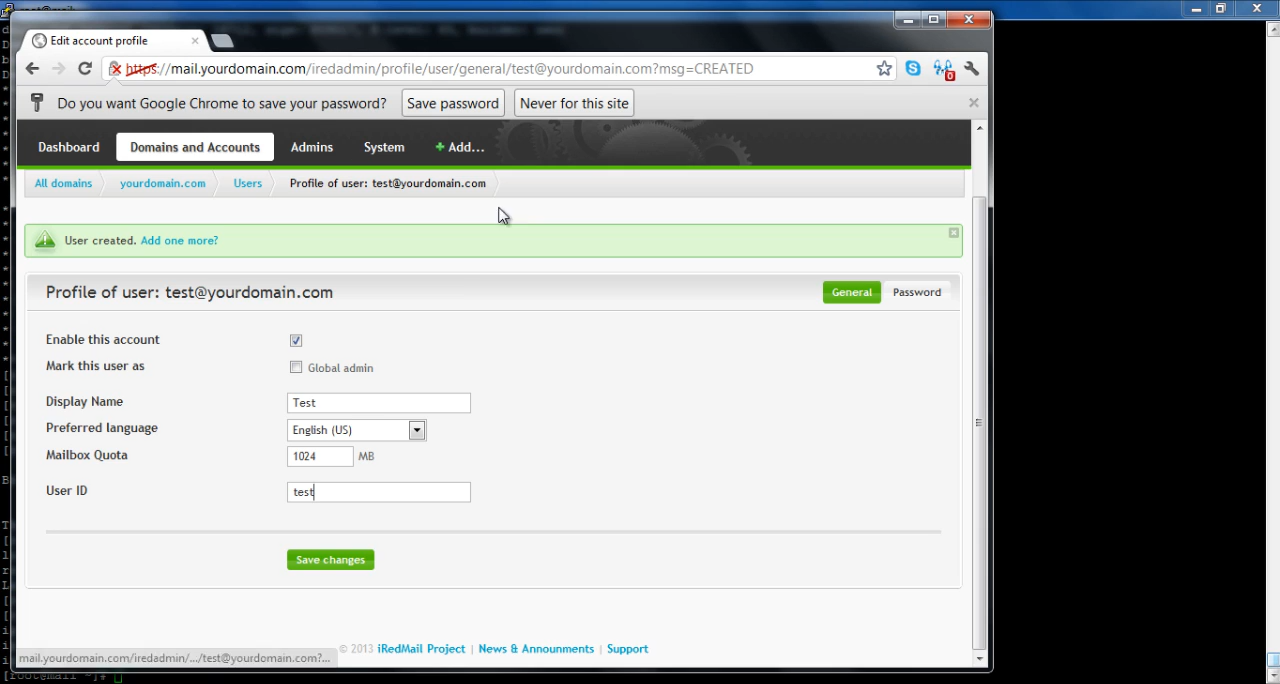 Edit account profile
https://mail.yourdomain.com/iredadmin/profile/user/general/test@yourdomain.com?msg=CREATED
0
Do you want Google Chrome to save your password? Save password Never for this site
Dashboard Domains and Accounts Admins System + Add...
All domains yourdomain.com Users Profile of user: test@yourdomain.com
User created. Add one more?
Profile of user: test@yourdomain.com General Password
Enable this account
Mark this user as Global admin
Display Name Test
Preferred language English (US)
Mailbox Quota 1024 MB
User ID test
Save changes
© 2013 iRedMail Project | News & Announments | Support
mail.yourdomain.com/iredadmin/.../test@yourdomain.com?...
[root@mail ~]#